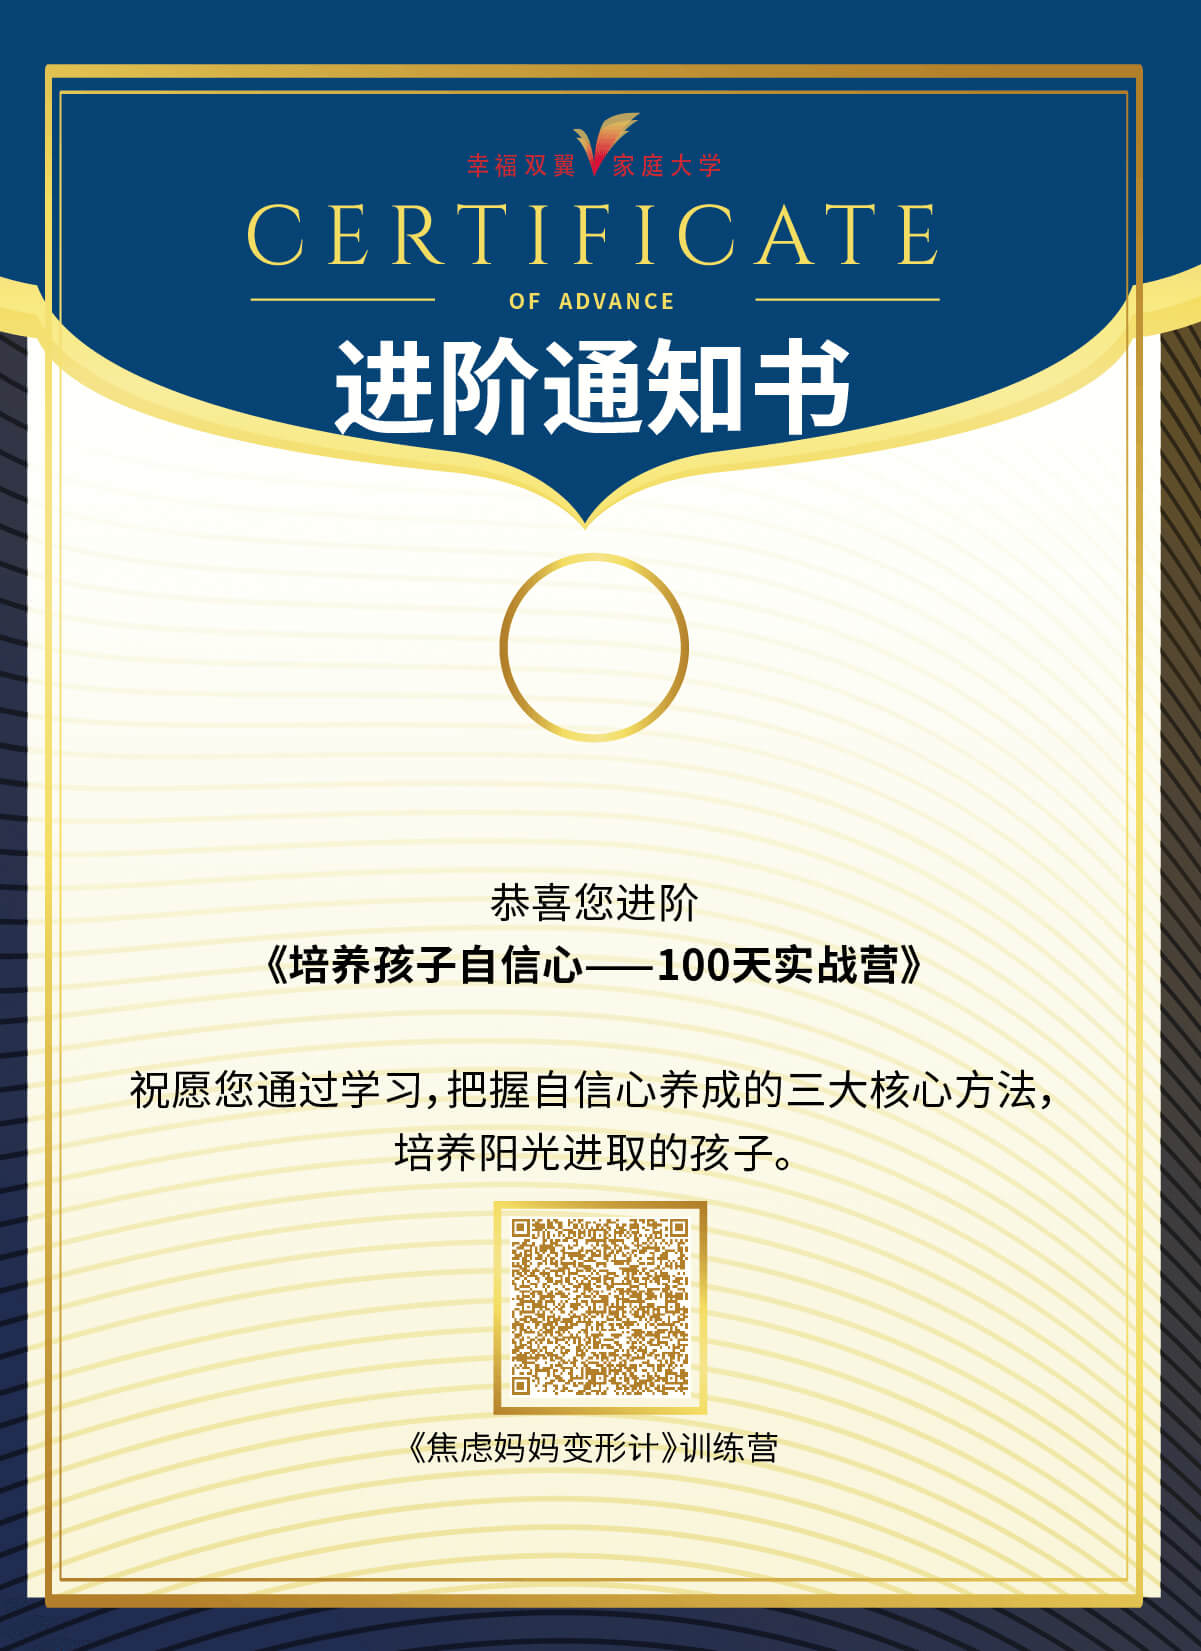 幸福双翼 家庭大学
CERTIFICATE
OF ADVANCE
进阶通知书
恭喜您进阶
《培养孩子自信心——100天实战营》
祝愿您通过学习,把握自信心养成的三大核心方法,
培养阳光进取的孩子。
《焦虑妈妈变形计》训练营